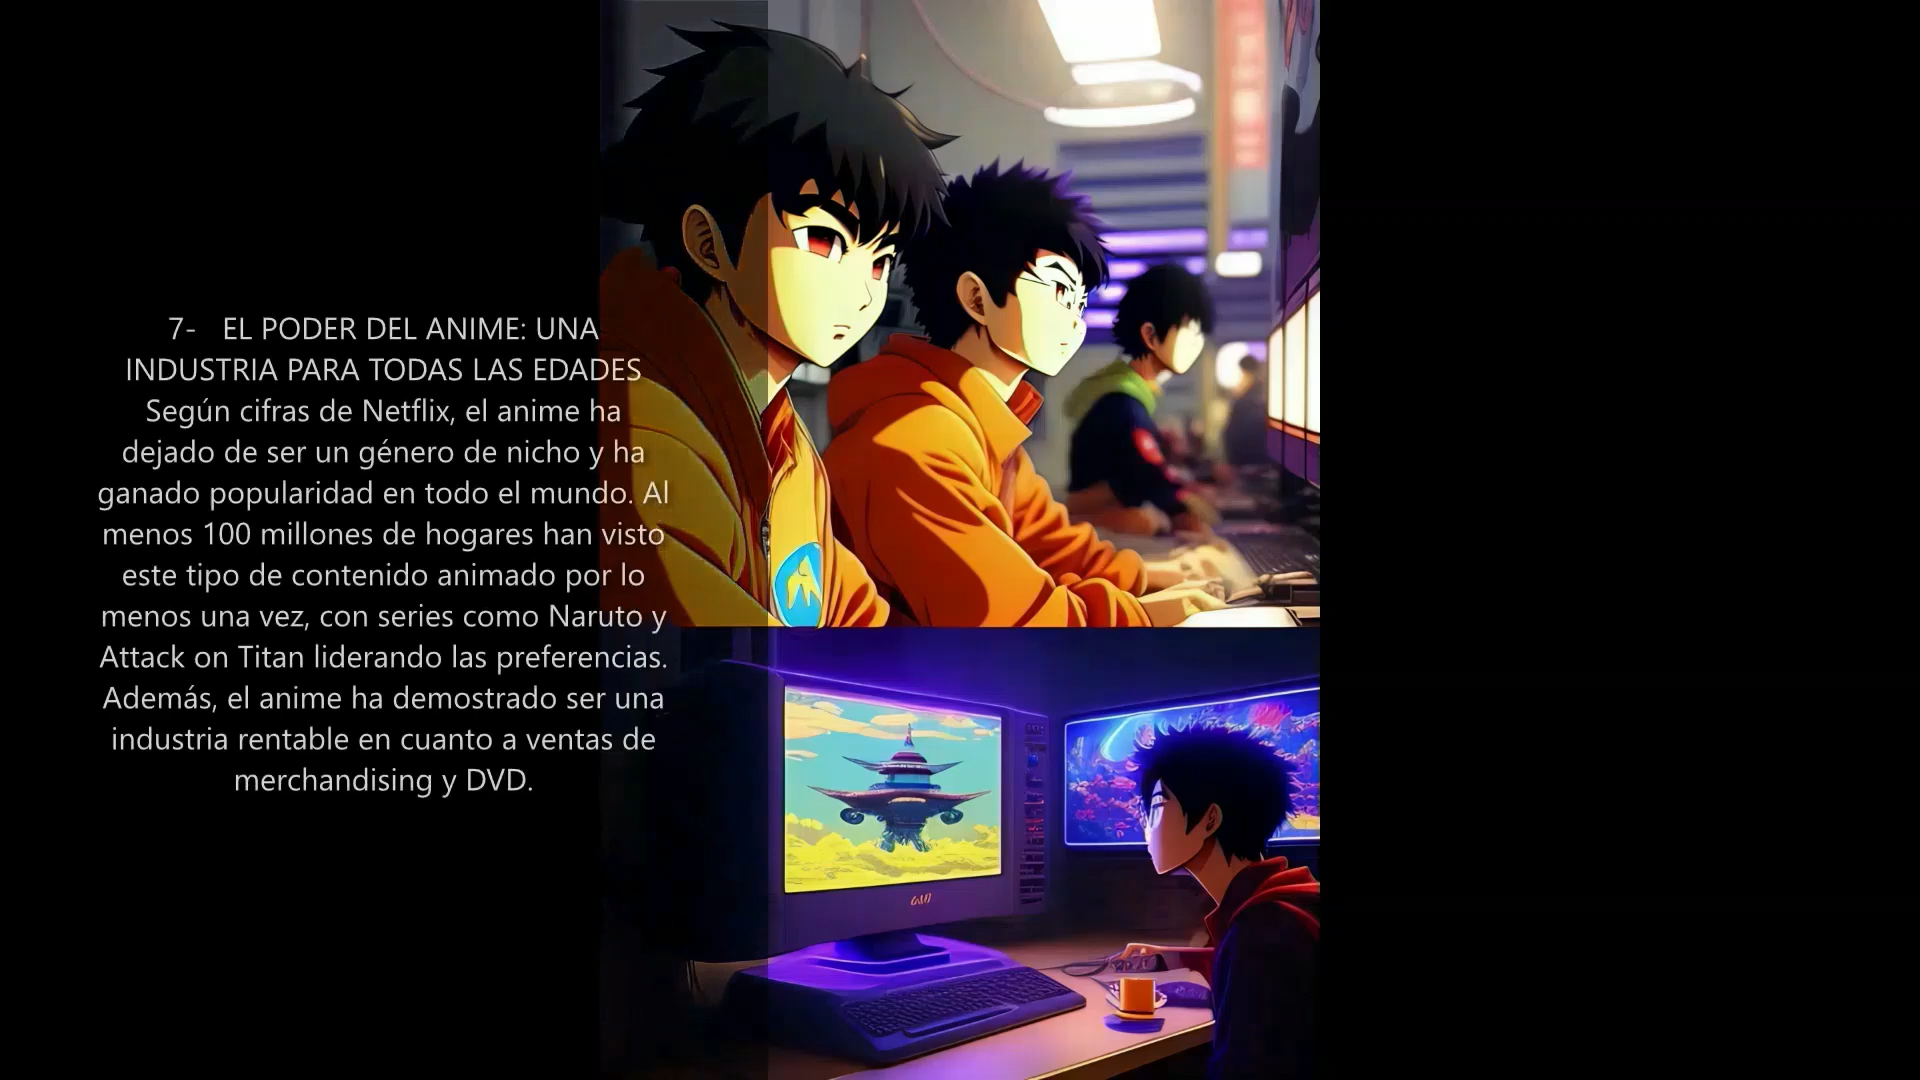 7-   EL PODER DEL ANIME: UNA
INDUSTRIA PARA TODAS LAS EDADES
Según cifras de Netflix, el anime ha
dejado de ser un género de nicho y ha
ganado popularidad en todo el mundo. Al
menos 100 millones de hogares han visto
este tipo de contenido animado por lo
menos una vez, con series como Naruto y
Attack on Titan liderando las preferencias.
Además, el anime ha demostrado ser una
industria rentable en cuanto a ventas de
merchandising y DVD.